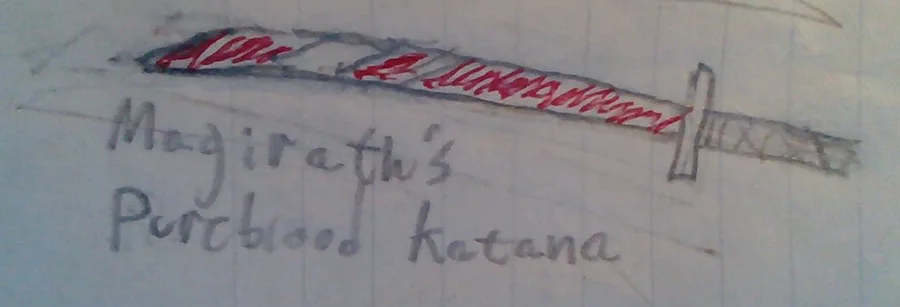 Magirath's
Pureblood katana